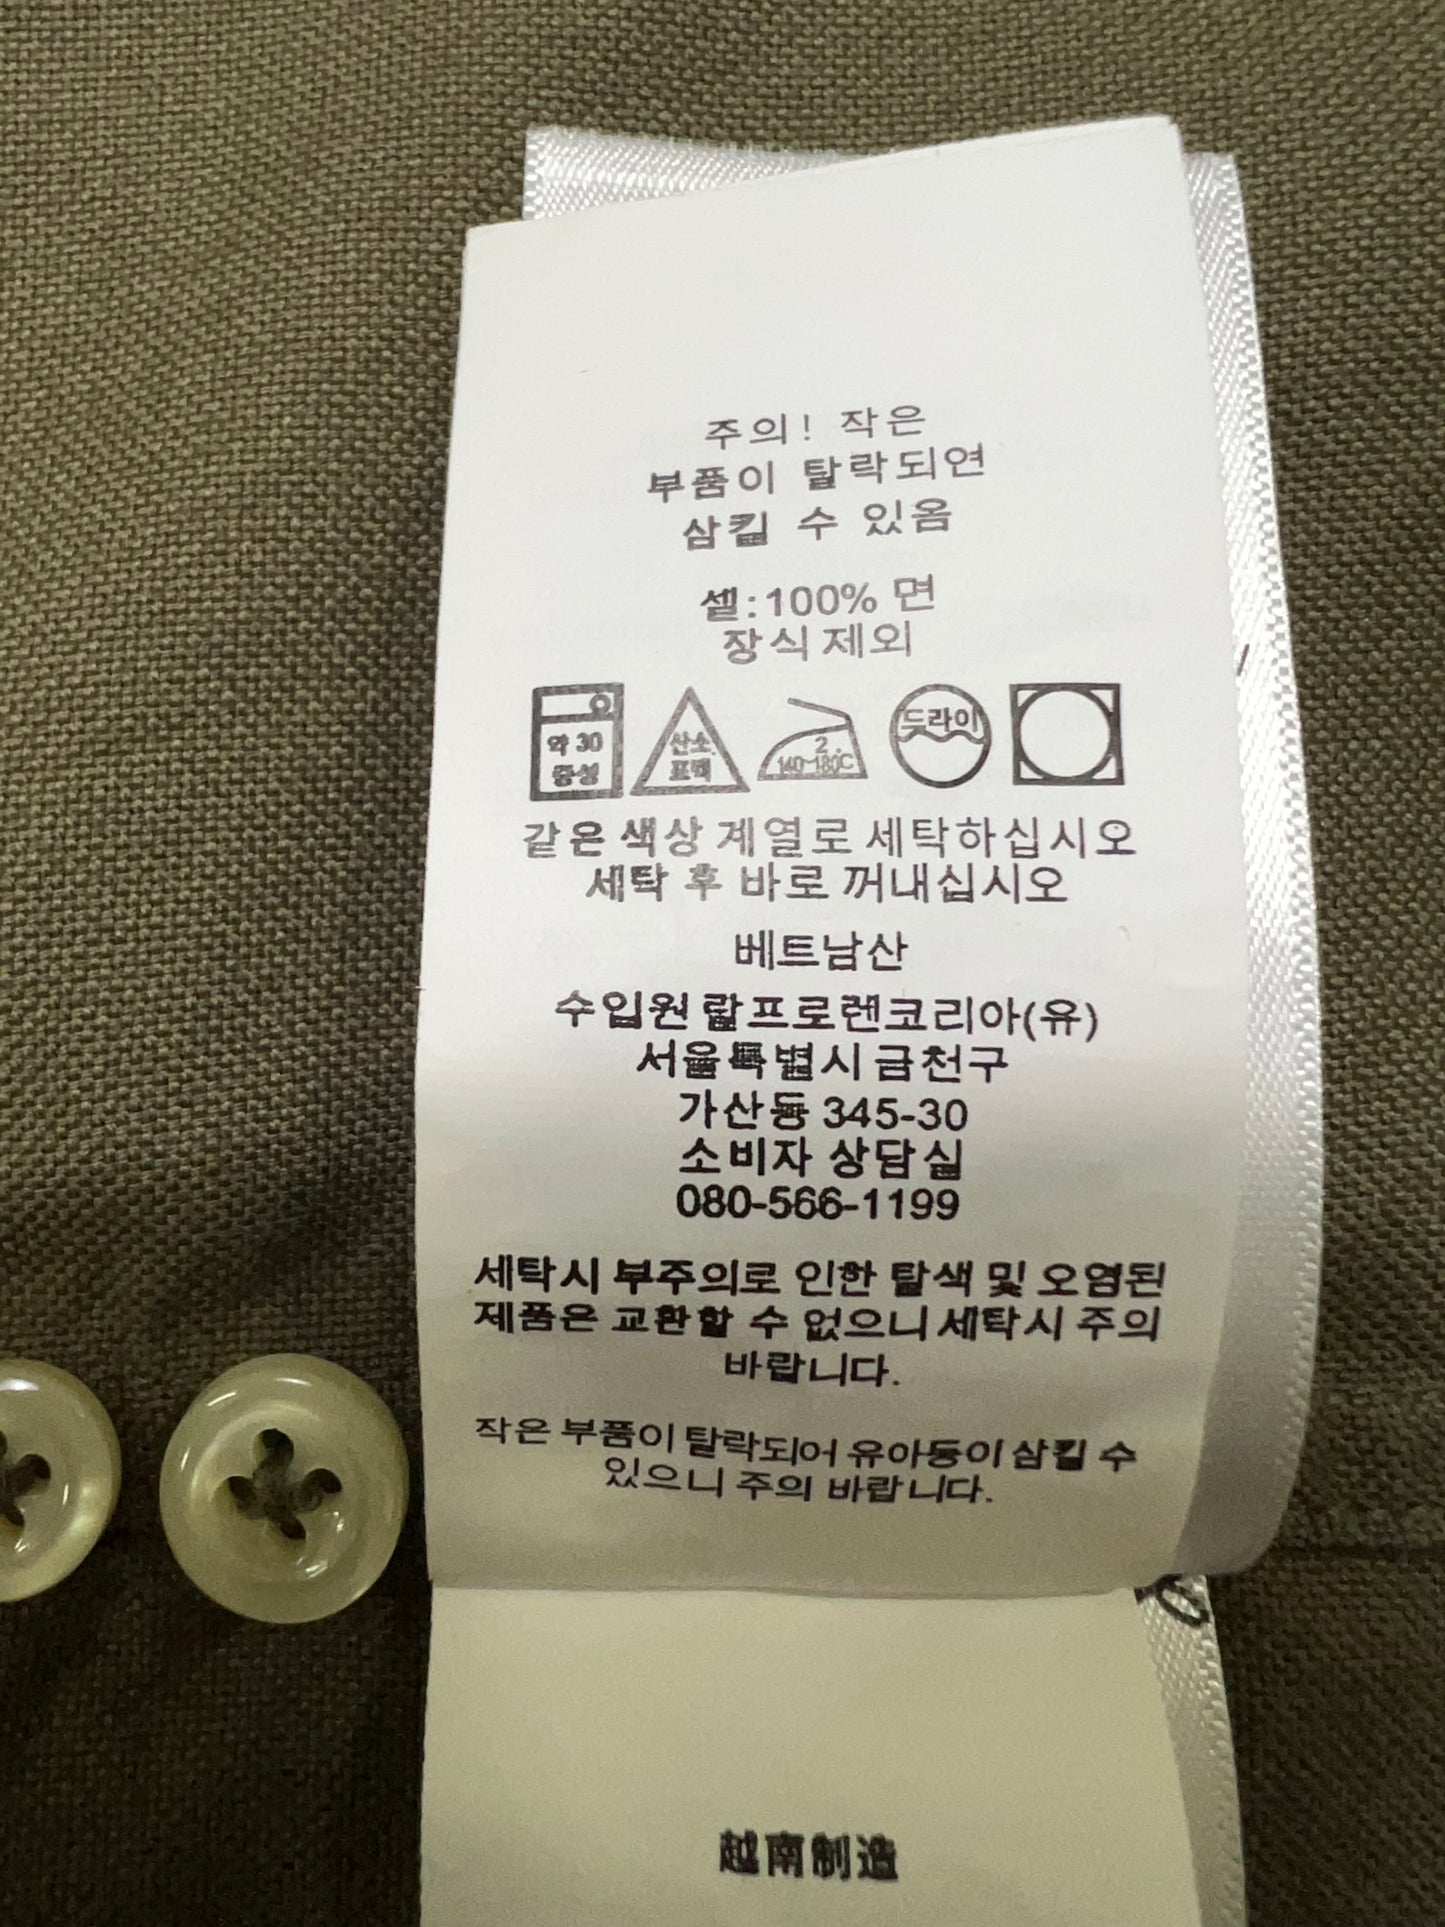 주의! 작은
부품이 탈락되연
삼킬 수 있옴
셸:100% 면
장식 제외
약 30
중성
산소
표백
2
140~180℃
드라이
같은 색상 계열로 세탁하십시오
세탁 후 바로 꺼내십시오
베트남산
수입원 랄프로렌코리아(유)
서울특별시 금천구
가산동 345-30
소비자 상담실
080-566-1199
세탁시 부주의로 인한 탈색 및 오염된
제품은 교환할 수 없으니 세탁시 주의
바랍니다.
작은 부품이 탈락되어 유아동이 삼킬 수
있으니 주의 바랍니다.
越南制造